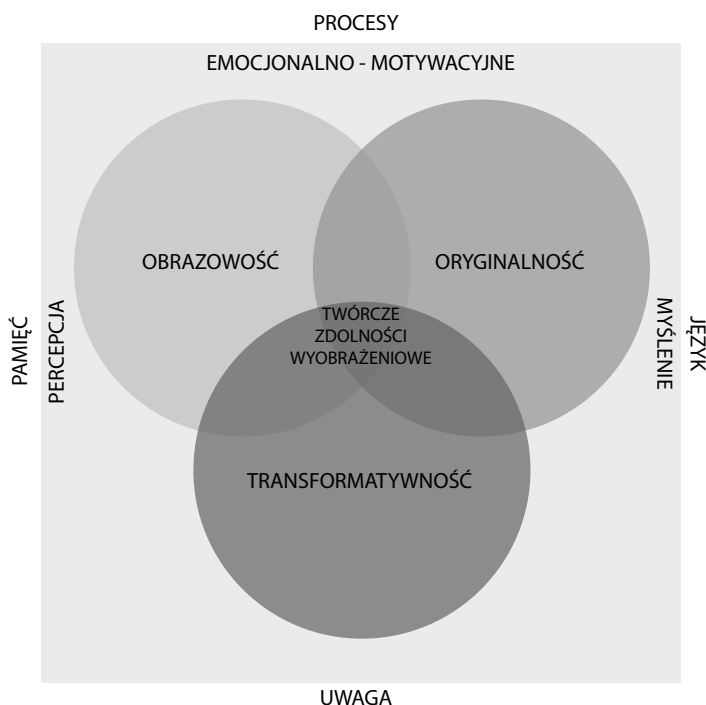 PROCESY
EMOCJONALNO - MOTYWACYJNE
OBRAZOWOŚĆ
ORYGINALNOŚĆ
TWÓRCZE
ZDOLNOŚCI
WYOBRAŻENIOWE
PAMIĘĆ
PERCEPCJA
MYŚLENIE
JĘZYK
TRANSFORMATYWNOŚĆ
UWAGA